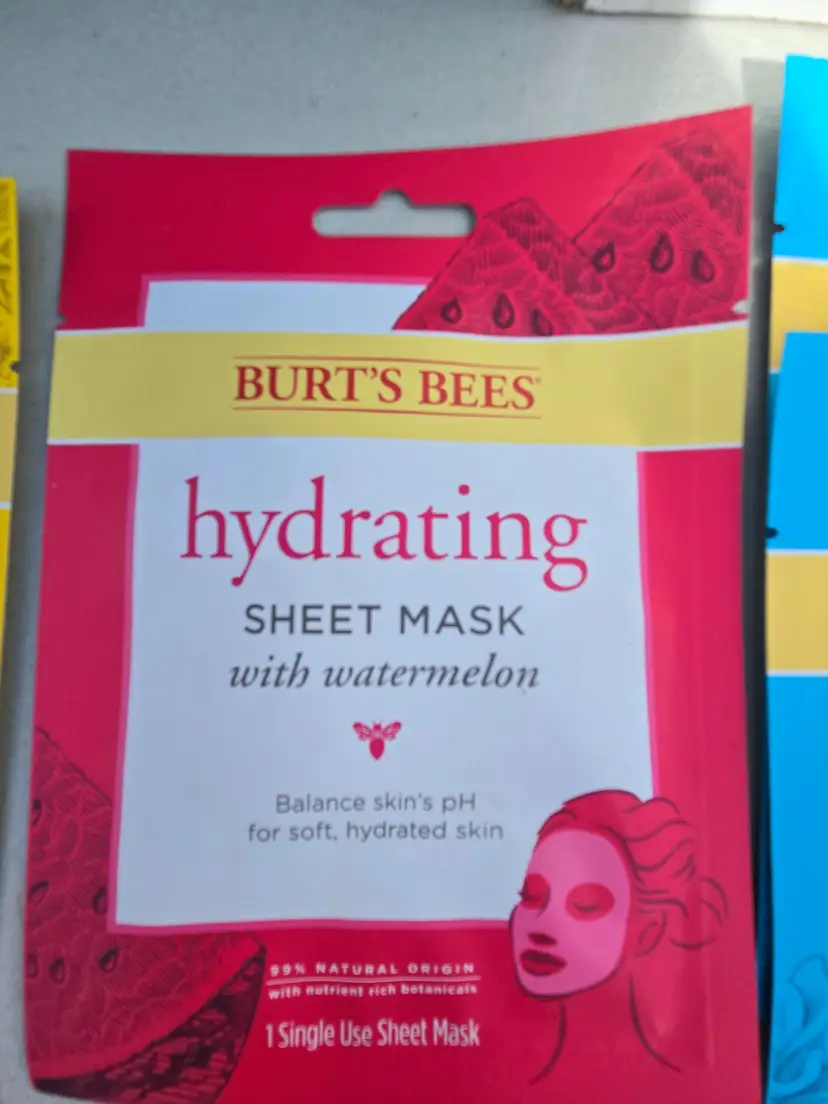 BURT'S BEES®
hydrating
SHEET MASK
with watermelon
Balance skin's pH
for soft, hydrated skin
99% NATURAL ORIGIN
with nutrient rich botanicals
1 Single Use Sheet Mask